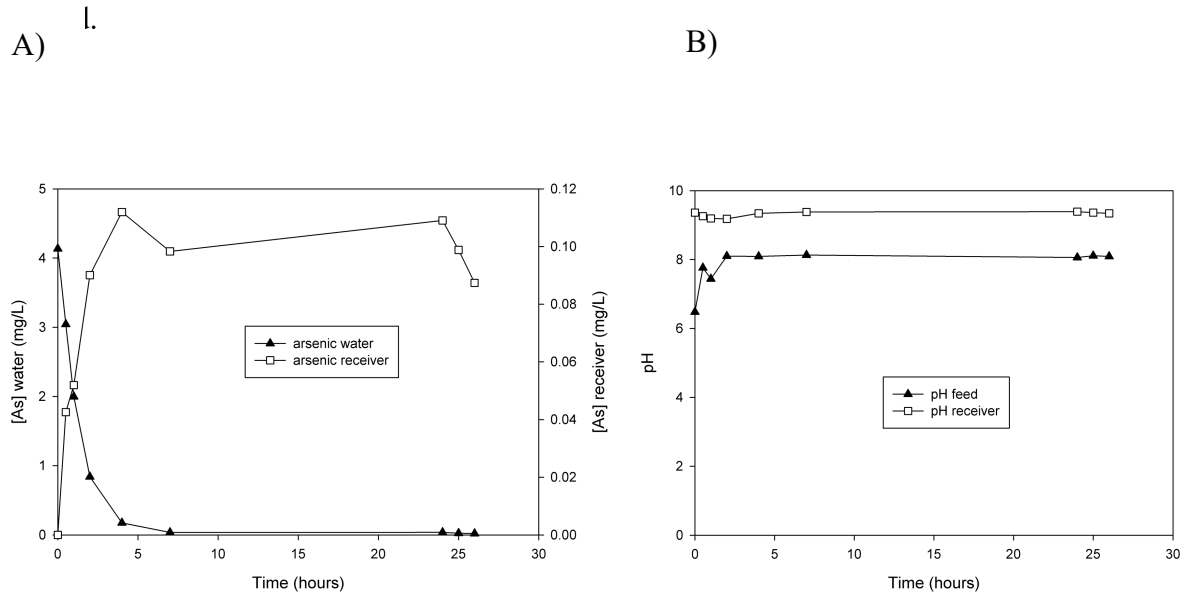 l.
A)
B)
5
4
3
2
1
0
[As] water (mg/L)
0.12
0.10
0.08
0.06
0.04
0.02
0.00
[As] receiver (mg/L)
arsenic water
arsenic receiver
0 5 10 15 20 25 30
Time (hours)
10
8
6
4
2
0
pH
pH feed
pH receiver
0 5 10 15 20 25 30
Time (hours)